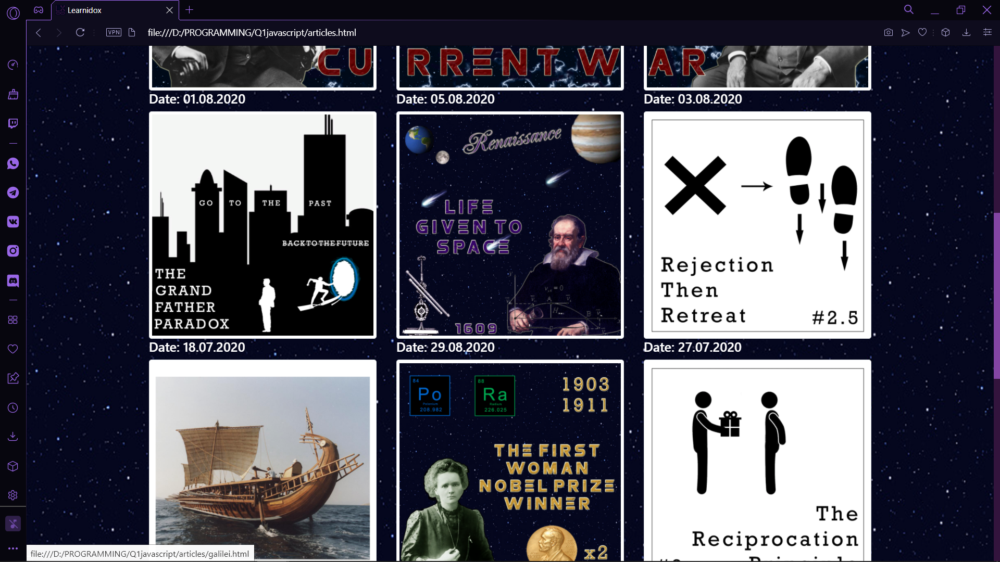 Learnidox
VPN
file:///D:/PROGRAMMING/Q1javascript/articles.html
CU
RRENT W
AR
Date: 01.08.2020
Date: 05.08.2020
Date: 03.08.2020
GO TO THE PAST
BACKTOTHEFUTURE
THE
GRAND
FATHER
PARADOX
Renaissance
LIFE
GIVEN TO
SPACE
1609
Rejection
Then
Retreat
#2.5
Date: 18.07.2020
Date: 29.08.2020
Date: 27.07.2020
84
Po
Polonium
208.982
88
Ra
Radium
226.025
1903
1911
THE FIRST
WOMAN
NOBEL PRIZE
WINNER
x2
The
Reciprocation
Principle
file:///D:/PROGRAMMING/Q1javascript/articles/galilei.html